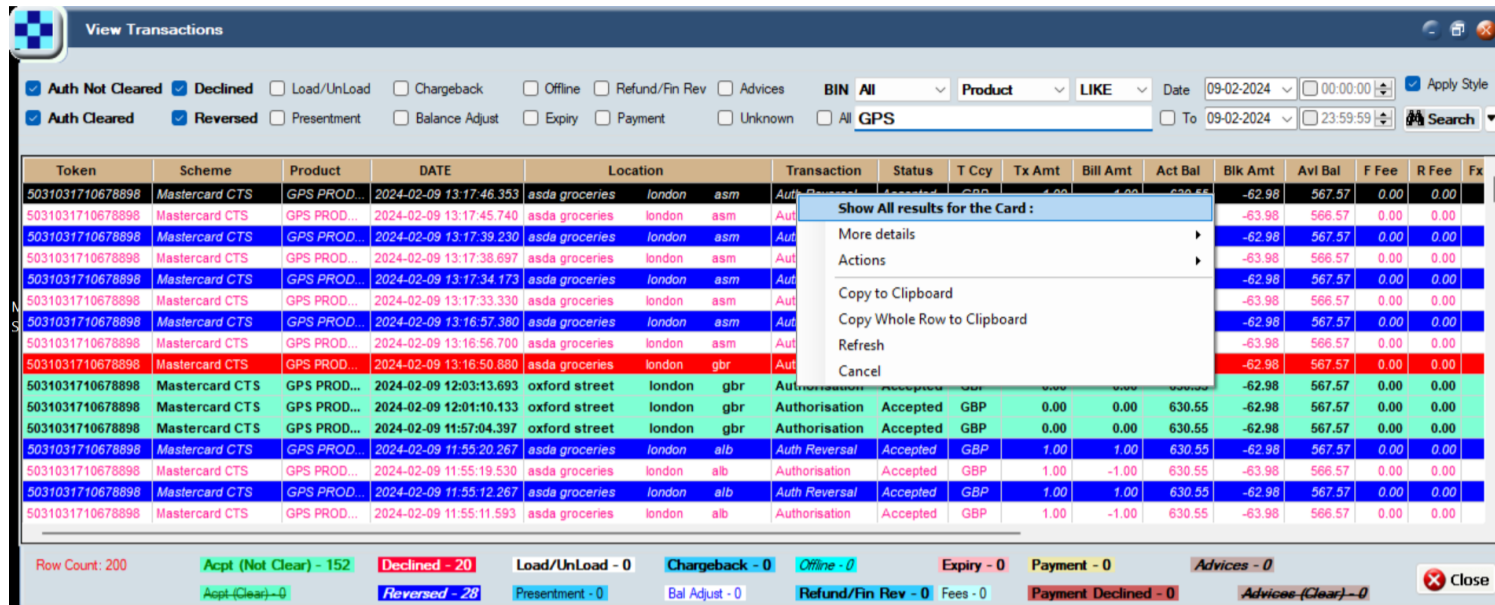 View Transactions
Auth Not Cleared Declined Load/UnLoad Chargeback Offline Refund/Fin Rev Advices BIN All Product LIKE Date 09-02-2024 00:00:00 Apply Style
Auth Cleared Reversed Presentment Balance Adjust Expiry Payment Unknown All GPS To 09-02-2024 23:59:59 Search
Token Scheme Product DATE Location Transaction Status T Ccy Tx Amt Bill Amt Act Bal Blk Amt Avl Bal F Fee R Fee Fx
5031031710678898 Mastercard CTS GPS PROD... 2024-02-09 13:17:46.353 asda groceries london asm -62.98 567.57 0.00 0.00
Show All results for the Card :
5031031710678898 Mastercard CTS GPS PROD... 2024-02-09 13:17:45.740 asda groceries london asm Aut -63.98 566.57 0.00 0.00
5031031710678898 Mastercard CTS GPS PROD... 2024-02-09 13:17:39.230 asda groceries london asm Aut More details -62.98 567.57 0.00 0.00
5031031710678898 Mastercard CTS GPS PROD... 2024-02-09 13:17:38.697 asda groceries london asm Aut Actions -63.98 566.57 0.00 0.00
5031031710678898 Mastercard CTS GPS PROD... 2024-02-09 13:17:34.173 asda groceries london asm Aut -62.98 567.57 0.00 0.00
5031031710678898 Mastercard CTS GPS PROD... 2024-02-09 13:17:33.330 asda groceries london asm Aut Copy to Clipboard -63.98 566.57 0.00 0.00
5031031710678898 Mastercard CTS GPS PROD... 2024-02-09 13:16:57.380 asda groceries london asm Aut Copy Whole Row to Clipboard -62.98 567.57 0.00 0.00
5031031710678898 Mastercard CTS GPS PROD... 2024-02-09 13:16:56.700 asda groceries london asm Aut Refresh -63.98 566.57 0.00 0.00
5031031710678898 Mastercard CTS GPS PROD... 2024-02-09 13:16:50.880 asda groceries london gbr Aut Cancel -62.98 567.57 0.00 0.00
5031031710678898 Mastercard CTS GPS PROD... 2024-02-09 12:03:13.693 oxford street london gbr Authorisation Accepted GBP 0.00 0.00 630.55 -62.98 567.57 0.00 0.00
5031031710678898 Mastercard CTS GPS PROD... 2024-02-09 12:01:10.133 oxford street london gbr Authorisation Accepted GBP 0.00 0.00 630.55 -62.98 567.57 0.00 0.00
5031031710678898 Mastercard CTS GPS PROD... 2024-02-09 11:57:04.397 oxford street london gbr Authorisation Accepted GBP 0.00 0.00 630.55 -62.98 567.57 0.00 0.00
5031031710678898 Mastercard CTS GPS PROD... 2024-02-09 11:55:20.267 asda groceries london alb Auth Reversal Accepted GBP 1.00 1.00 630.55 -62.98 567.57 0.00 0.00
5031031710678898 Mastercard CTS GPS PROD... 2024-02-09 11:55:19.530 asda groceries london alb Authorisation Accepted GBP 1.00 -1.00 630.55 -63.98 566.57 0.00 0.00
5031031710678898 Mastercard CTS GPS PROD... 2024-02-09 11:55:12.267 asda groceries london alb Auth Reversal Accepted GBP 1.00 1.00 630.55 -62.98 567.57 0.00 0.00
5031031710678898 Mastercard CTS GPS PROD... 2024-02-09 11:55:11.593 asda groceries london alb Authorisation Accepted GBP 1.00 -1.00 630.55 -63.98 566.57 0.00 0.00
Row Count: 200 Acpt (Not Clear) - 152 Declined - 20 Load/UnLoad - 0 Chargeback - 0 Offline - 0 Expiry - 0 Payment - 0 Advices - 0
Acpt (Clear) - 0 Reversed - 28 Presentment - 0 Bal Adjust - 0 Refund/Fin Rev - 0 Fees - 0 Payment Declined - 0 Advices (Clear) - 0 Close